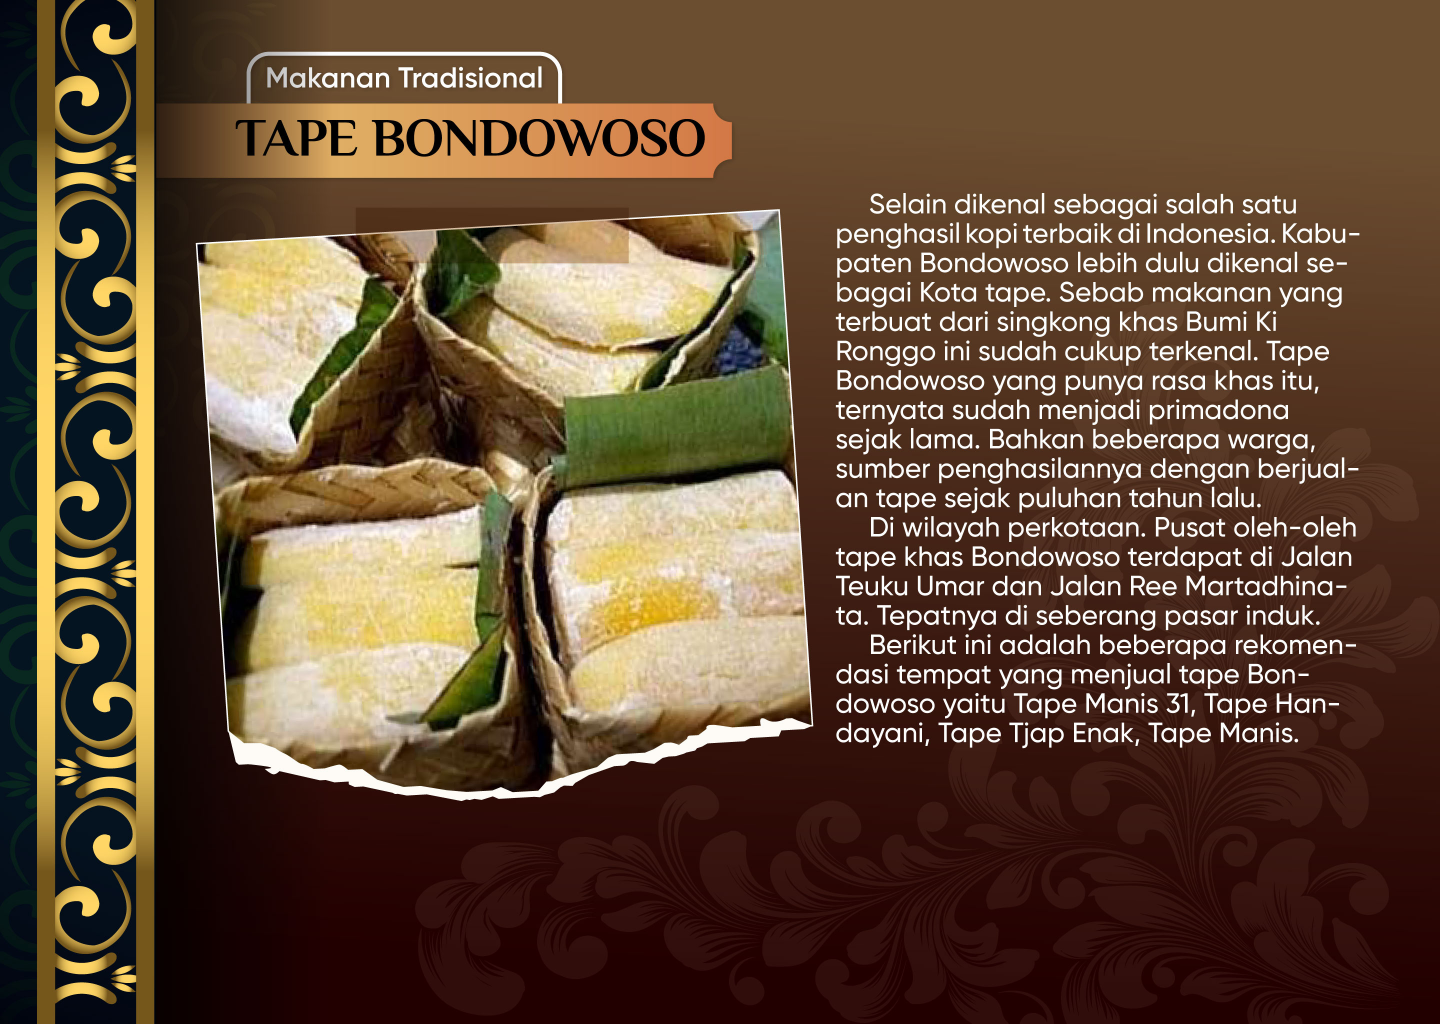 Makanan Tradisional
TAPE BONDOWOSO
Selain dikenal sebagai salah satu
penghasil kopi terbaik di Indonesia. Kabu-
paten Bondowoso lebih dulu dikenal se-
bagai Kota tape. Sebab makanan yang
terbuat dari singkong khas Bumi Ki
Ronggo ini sudah cukup terkenal. Tape
Bondowoso yang punya rasa khas itu,
ternyata sudah menjadi primadona
sejak lama. Bahkan beberapa warga,
sumber penghasilannya dengan berjual-
an tape sejak puluhan tahun lalu.
Di wilayah perkotaan. Pusat oleh-oleh
tape khas Bondowoso terdapat di Jalan
Teuku Umar dan Jalan Ree Martadhina-
ta. Tepatnya di seberang pasar induk.
Berikut ini adalah beberapa rekomen-
dasi tempat yang menjual tape Bon-
dowoso yaitu Tape Manis 31, Tape Han-
dayani, Tape Tjap Enak, Tape Manis.